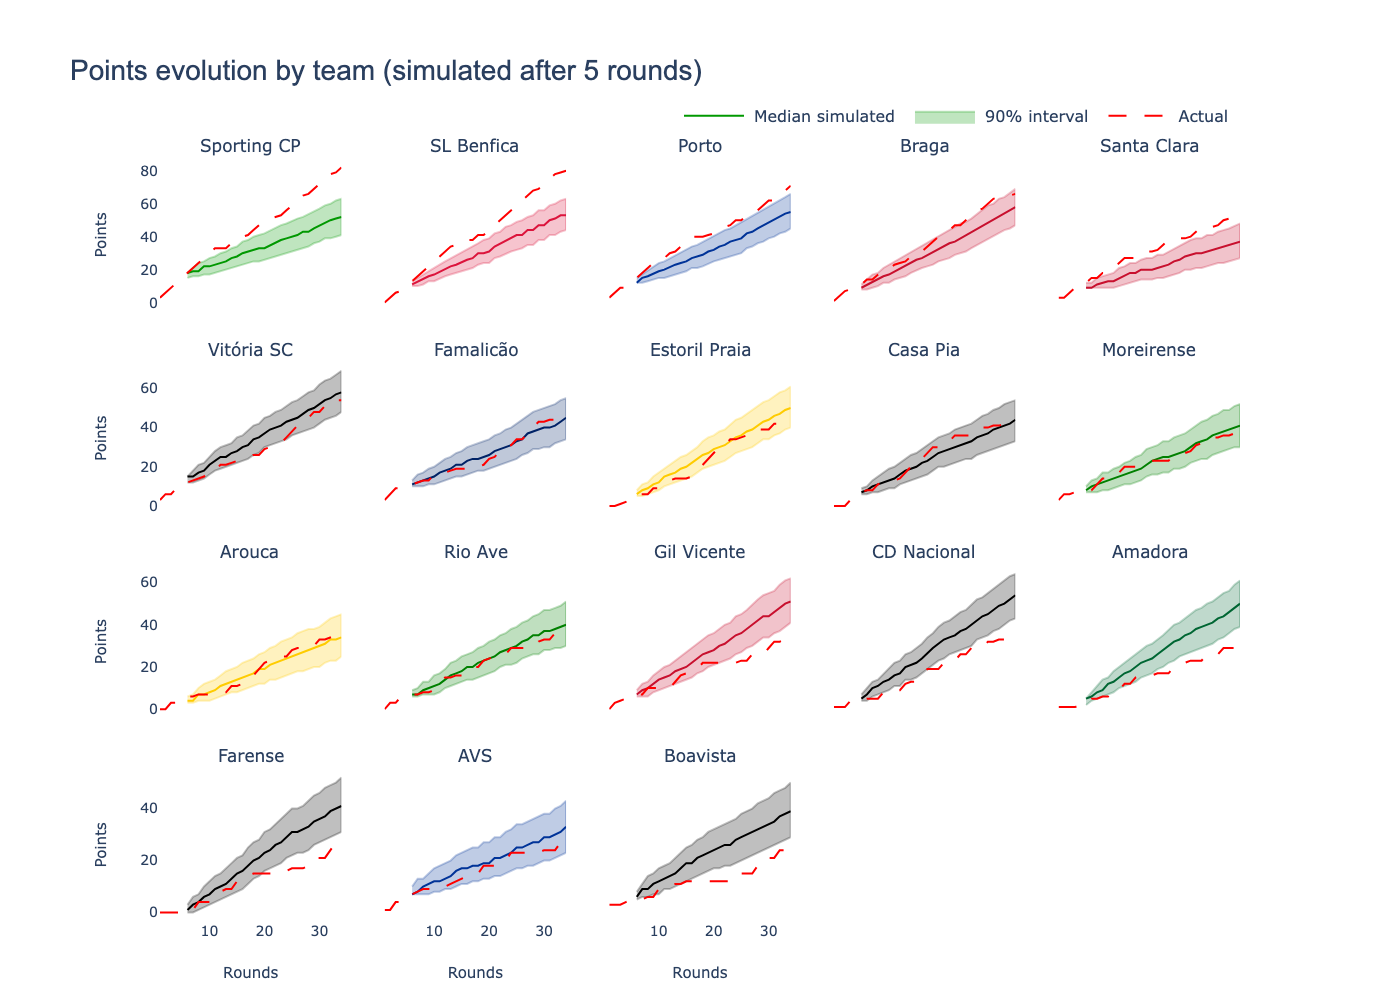 Points evolution by team (simulated after 5 rounds)
Median simulated 90% interval Actual
Sporting CP SL Benfica Porto Braga Santa Clara
80
60
40
20
0
Points
Vitória SC Famalicão Estoril Praia Casa Pia Moreirense
60
40
20
0
Points
Arouca Rio Ave Gil Vicente CD Nacional Amadora
60
40
20
0
Points
Farense AVS Boavista
40
20
0
Points
10 20 30 10 20 30 10 20 30
Rounds Rounds Rounds